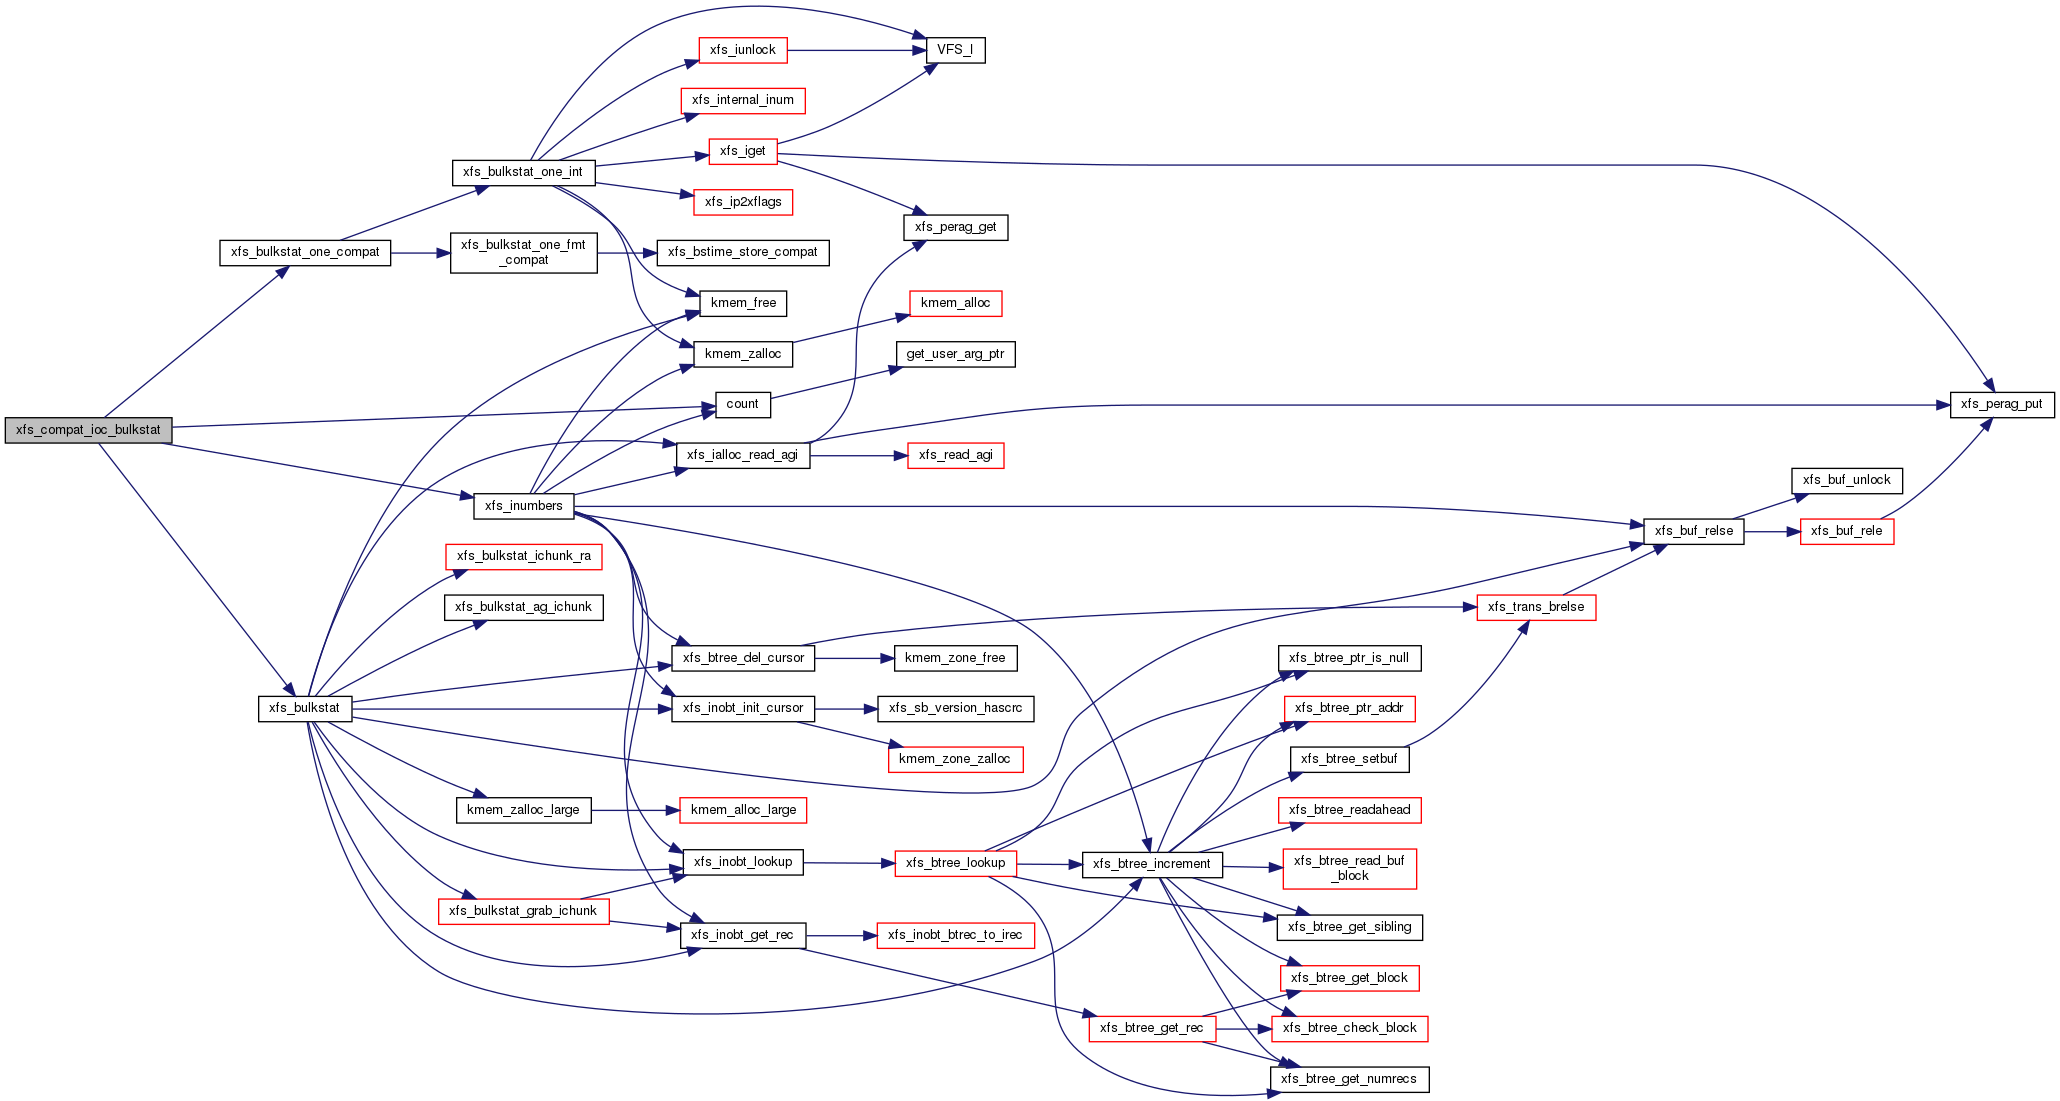 VFS_I
xfs_iunlock
xfs_internal_inum
xfs_iget
xfs_bulkstat_one_int
xfs_ip2xflags
xfs_perag_get
xfs_bulkstat_one_compat
xfs_bulkstat_one_fmt
_compat
xfs_bstime_store_compat
kmem_free
kmem_alloc
kmem_zalloc
get_user_arg_ptr
count
xfs_perag_put
xfs_compat_ioc_bulkstat
xfs_ialloc_read_agi
xfs_read_agi
xfs_buf_unlock
xfs_inumbers
xfs_buf_relse
xfs_buf_rele
xfs_bulkstat_ichunk_ra
xfs_bulkstat_ag_ichunk
xfs_trans_brelse
xfs_btree_del_cursor
kmem_zone_free
xfs_btree_ptr_is_null
xfs_bulkstat
xfs_inobt_init_cursor
xfs_sb_version_hascrc
xfs_btree_ptr_addr
kmem_zone_zalloc
xfs_btree_setbuf
kmem_zalloc_large
kmem_alloc_large
xfs_btree_readahead
xfs_inobt_lookup
xfs_btree_lookup
xfs_btree_increment
xfs_btree_read_buf
_block
xfs_bulkstat_grab_ichunk
xfs_btree_get_sibling
xfs_inobt_get_rec
xfs_inobt_btrec_to_irec
xfs_btree_get_block
xfs_btree_get_rec
xfs_btree_check_block
xfs_btree_get_numrecs